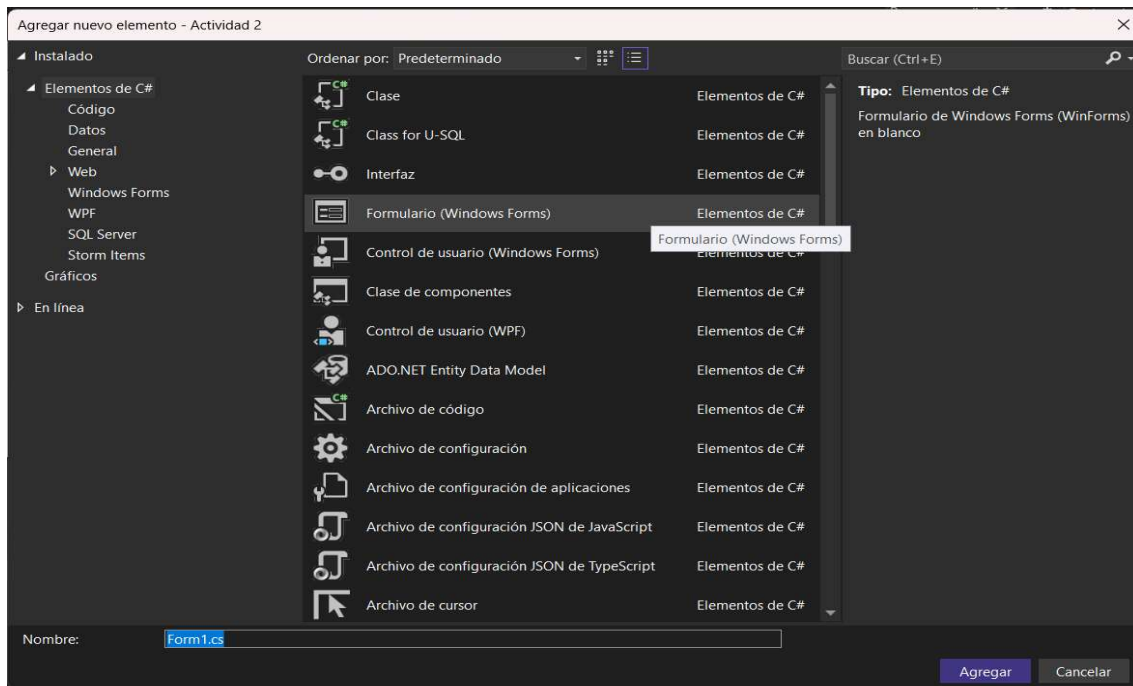 Agregar nuevo elemento - Actividad 2
Instalado
Elementos de C#
Código
Datos
General
Web
Windows Forms
WPF
SQL Server
Storm Items
Gráficos
En línea
Ordenar por: Predeterminado
Clase Elementos de C#
Class for U-SQL Elementos de C#
Interfaz Elementos de C#
Formulario (Windows Forms) Elementos de C#
Formulario (Windows Forms)
Control de usuario (Windows Forms) Elementos de C#
Clase de componentes Elementos de C#
Control de usuario (WPF) Elementos de C#
ADO.NET Entity Data Model Elementos de C#
Archivo de código Elementos de C#
Archivo de configuración Elementos de C#
Archivo de configuración de aplicaciones Elementos de C#
Archivo de configuración JSON de JavaScript Elementos de C#
Archivo de configuración JSON de TypeScript Elementos de C#
Archivo de cursor Elementos de C#
Buscar (Ctrl+E)
Tipo: Elementos de C#
Formulario de Windows Forms (WinForms)
en blanco
Nombre: Form1.cs
Agregar Cancelar